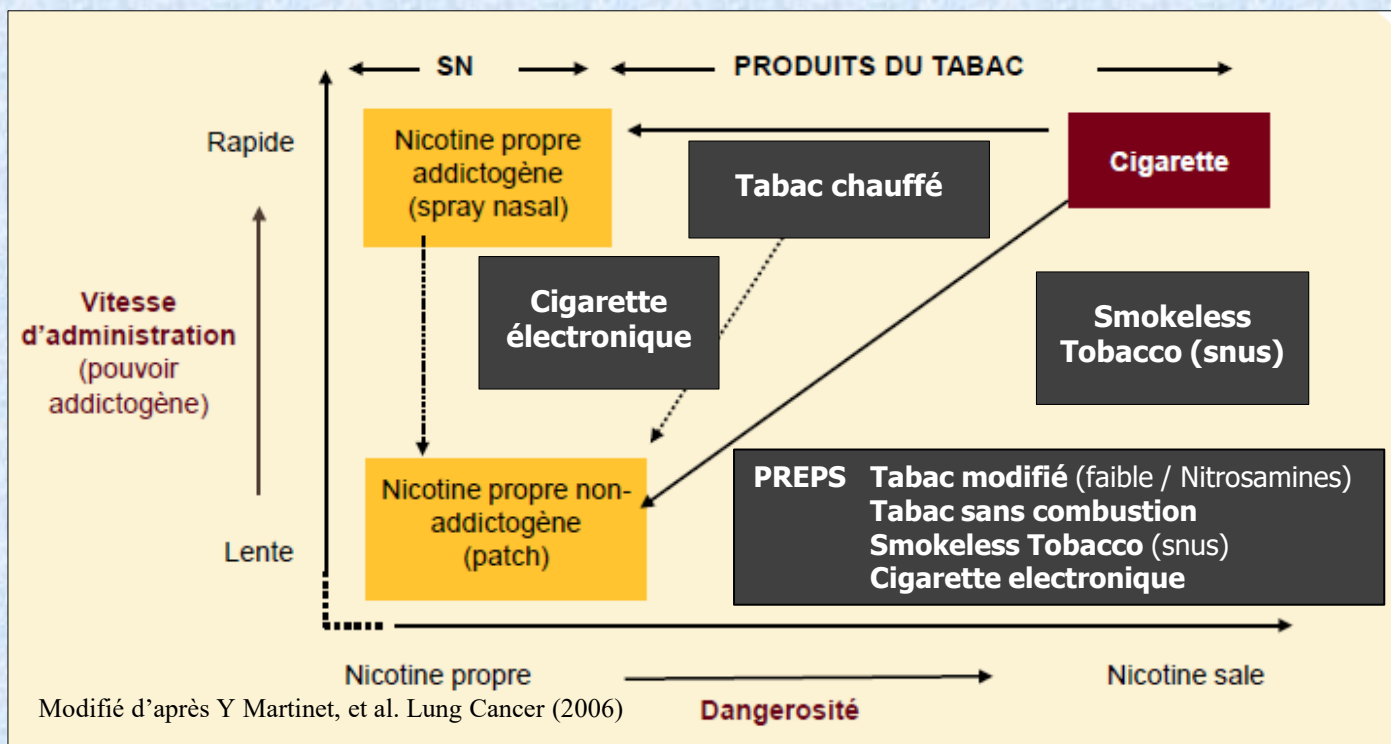 SN
PRODUITS DU TABAC
Rapide
Nicotine propre
addictogène
(spray nasal)
Tabac chauffé
Cigarette
Cigarette
électronique
Smokeless
Tobacco (snus)
Vitesse
d’administration
(pouvoir
addictogène)
Lente
Nicotine propre non-
addictogène
(patch)
PREPS Tabac modifié (faible / Nitrosamines)
Tabac sans combustion
Smokeless Tobacco (snus)
Cigarette electronique
Nicotine propre
Nicotine sale
Modifié d’après Y Martinet, et al. Lung Cancer (2006)
Dangerosité